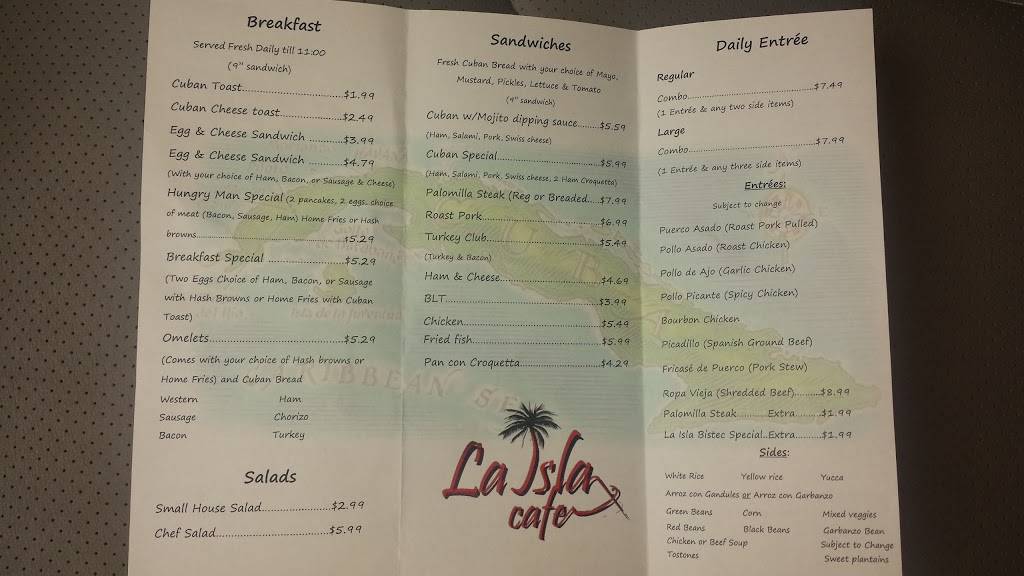 Breakfast
Served Fresh Daily till 11:00
(9" sandwich)
Cuban Toast..............................$1.99
Cuban Cheese toast...................$2.49
Egg & Cheese Sandwich ...........$3.99
Egg & Cheese Sandwich ...........$4.79
(With your choice of Ham, Bacon, or Sausage & Cheese)
Hungry Man Special (2 pancakes, 2 eggs, choice
of meat (Bacon, Sausage, Ham) Home Fries or Hash
browns..........................................$5.29
Breakfast Special ......................$5.29
(Two Eggs Choice of Ham, Bacon, or Sausage
with Hash Browns or Home Fries with Cuban
Toast)
Omelets........................................$5.29
(Comes with your choice of Hash browns or
Home Fries) and Cuban Bread
Western Ham
Sausage Chorizo
Bacon Turkey
Salads
Small House Salad.....................$2.99
Chef Salad..................................$5.99
Sandwiches
Fresh Cuban Bread with your choice of Mayo,
Mustard, Pickles, Lettuce & Tomato
(9" sandwich)
Cuban w/Mojito dipping sauce......$5.59
(Ham, Salami, Pork, Swiss cheese)
Cuban Special..............................$5.99
(Ham, Salami, Pork, Swiss cheese, 2 Ham Croquetta)
Palomilla Steak (Reg or Breaded....$7.99
Roast Pork...................................$6.99
Turkey Club..................................$5.49
(Turkey & Bacon)
Ham & Cheese.............................$4.69
BLT..............................................$3.99
Chicken.........................................$5.49
Fried fish......................................$5.99
Pan con Croquetta.......................$4.29
La Isla
cafe
Daily Entrée
Regular
Combo......................................$7.49
(1 Entrée & any two side items)
Large
Combo......................................$7.99
(1 Entrée & any three side items)
Entrées:
Subject to change
Puerco Asado (Roast Pork Pulled)
Pollo Asado (Roast Chicken)
Pollo de Ajo (Garlic Chicken)
Pollo Picante (Spicy Chicken)
Bourbon Chicken
Picadillo (Spanish Ground Beef)
Fricasé de Puerco (Pork Stew)
Ropa Vieja (Shredded Beef)..........$8.99
Palomilla Steak............Extra..........$1.99
La Isla Bistec Special..Extra..........$1.99
Sides:
White Rice Yellow rice Yucca
Arroz con Gandules or Arroz con Garbanzo
Green Beans Corn Mixed veggies
Red Beans Black Beans Garbanzo Bean
Chicken or Beef Soup Subject to Change
Tostones Sweet plantains